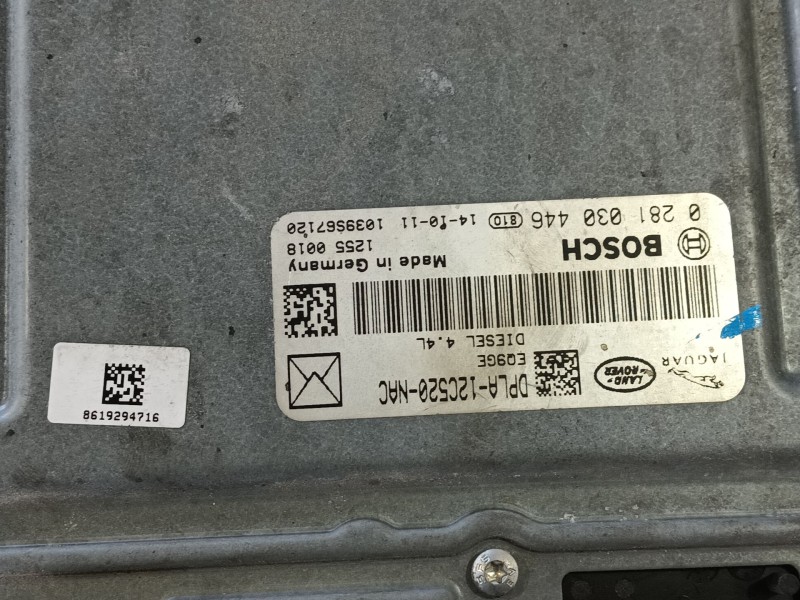 JAGUAR
LAND-
ROVER
DPLA-12C520-NAC
EQ9GE
DIESEL 4.4L
BOSCH
Made in Germany
1255 0018
0 281 030 446 810 14-10-11 1039S67120
8619294716